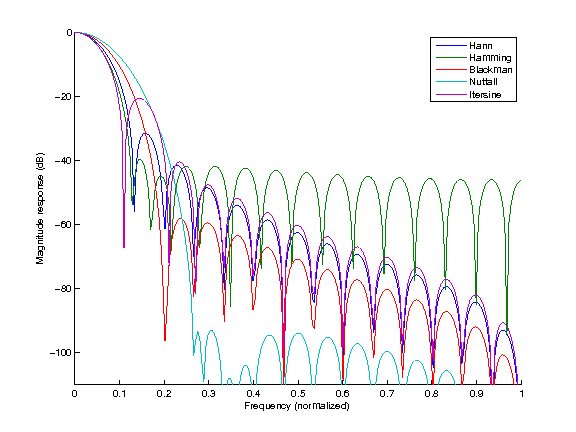 0
−20
−40
−60
−80
−100
0
0.1
0.2
0.3
0.4
0.5
0.6
0.7
0.8
0.9
1
Magnitude response (dB)
Frequency (normalized)
Hann
Hamming
Blackman
Nuttall
Itersine